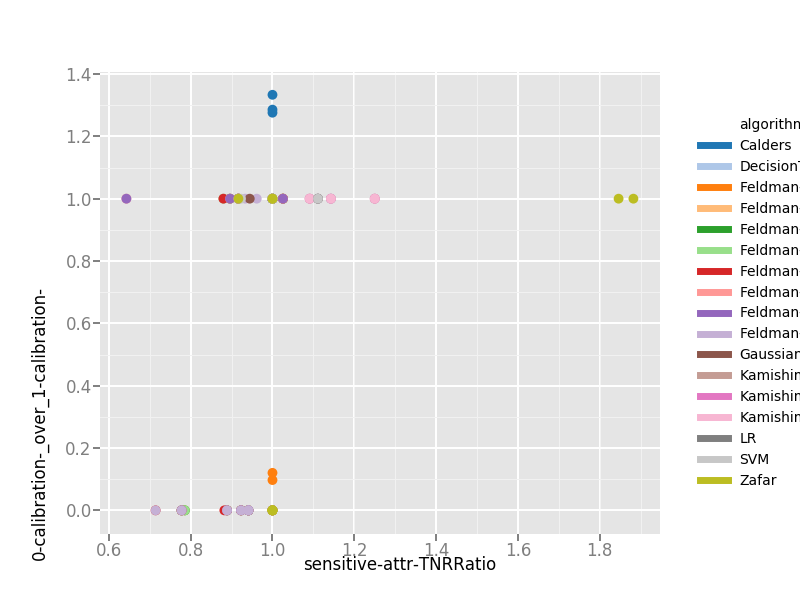 1.4
1.2
1.0
0.8
0.6
0.4
0.2
0.0
0.6
0.8
1.0
1.2
1.4
1.6
1.8
sensitive-attr-TNRRatio
0-calibration-_over_1-calibration-
algorithm
Calders
Decision
Feldman-
Feldman-
Feldman-
Feldman-
Feldman-
Feldman-
Feldman-
Feldman-
Gaussian
Kamishim
Kamishim
Kamishim
LR
SVM
Zafar